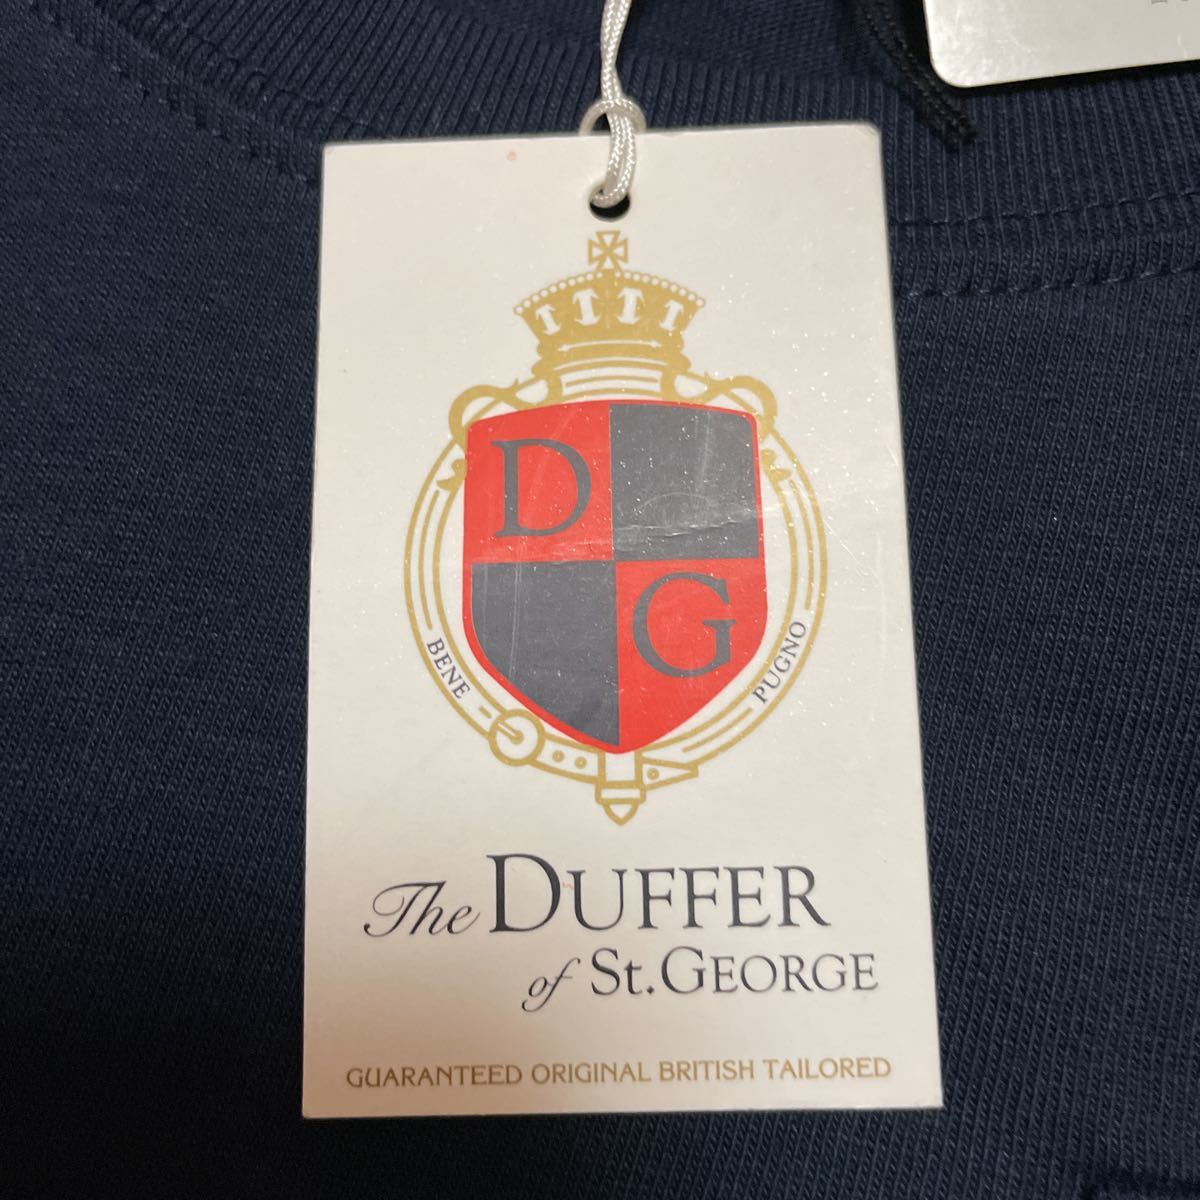 D
G
BENE
PUGNO
The DUFFER
of St. GEORGE
GUARANTEED ORIGINAL BRITISH TAILORED